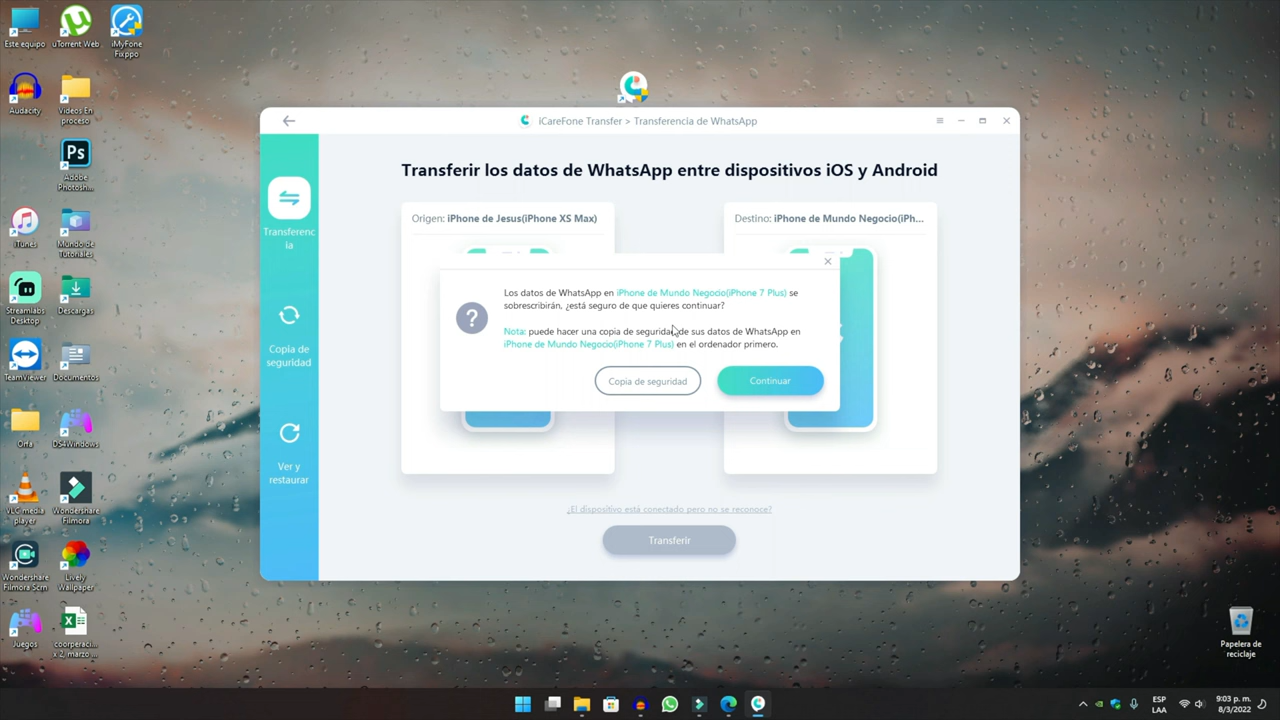 Este equipo
uTorrent Web
iMyFone
Fixppo
Audacity
Videos En
proceso
Ps
Adobe
Photosh...
iTunes
Mundo de
Tutoriales
Streamlabs
Desktop
Descargas
TeamViewer
Documentos
Orfa
DS4Windows
VLC media
player
Wondershare
Filmora
Wondershare
Filmora Scrn
Lively
Wallpaper
Juegos
coorperaci...
x 2, marzo ...
iCareFone Transfer > Transferencia de WhatsApp
Transferenc
ia
Copia de
seguridad
Ver y
restaurar
Transferir los datos de WhatsApp entre dispositivos iOS y Android
Origen: iPhone de Jesus(iPhone XS Max)
Destino: iPhone de Mundo Negocio(iPh...
Los datos de WhatsApp en iPhone de Mundo Negocio(iPhone 7 Plus) se
sobrescribirán, ¿está seguro de que quieres continuar?
Nota: puede hacer una copia de seguridad de sus datos de WhatsApp en
iPhone de Mundo Negocio(iPhone 7 Plus) en el ordenador primero.
Copia de seguridad
Continuar
¿El dispositivo está conectado pero no se reconoce?
Transferir
Papelera de
reciclaje
ESP
LAA
9:03 p. m.
8/3/2022